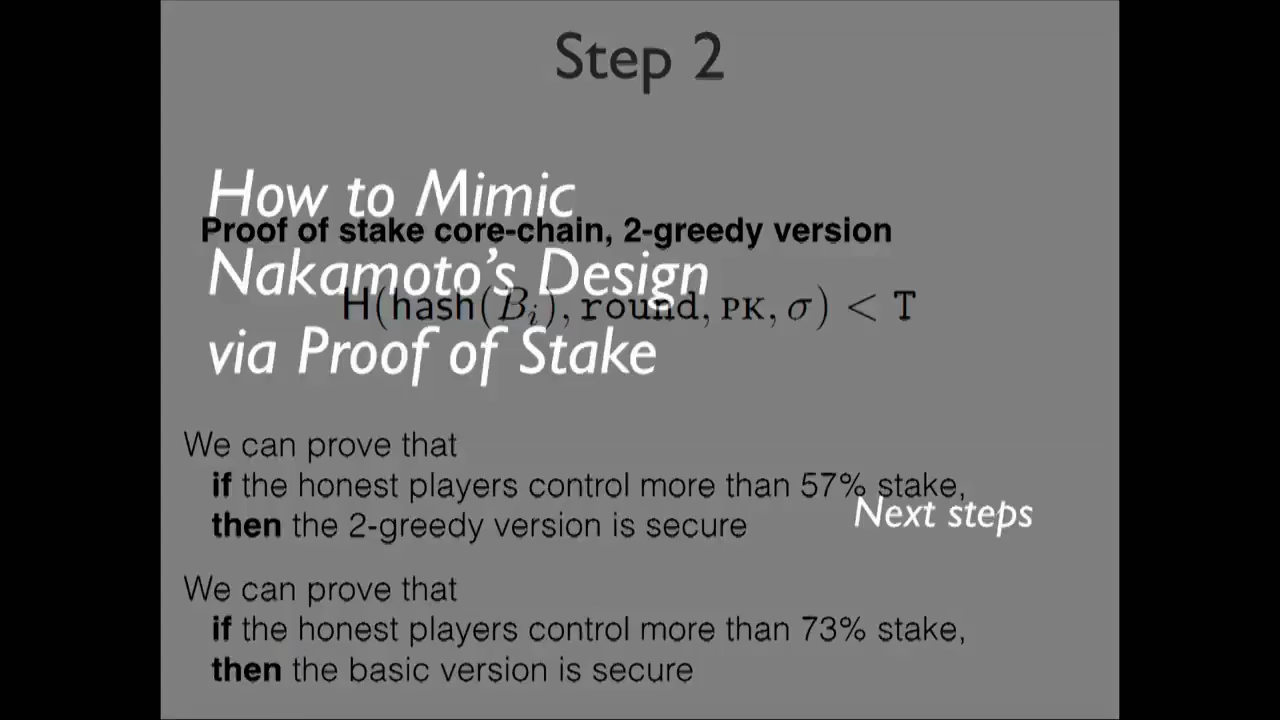 Step 2
How to Mimic
Proof of stake core-chain, 2-greedy version
Nakamoto's Design
H(hash(Bᵢ), round, PK, σ) < T
via Proof of Stake
We can prove that
if the honest players control more than 57% stake,
Next steps
then the 2-greedy version is secure
We can prove that
if the honest players control more than 73% stake,
then the basic version is secure